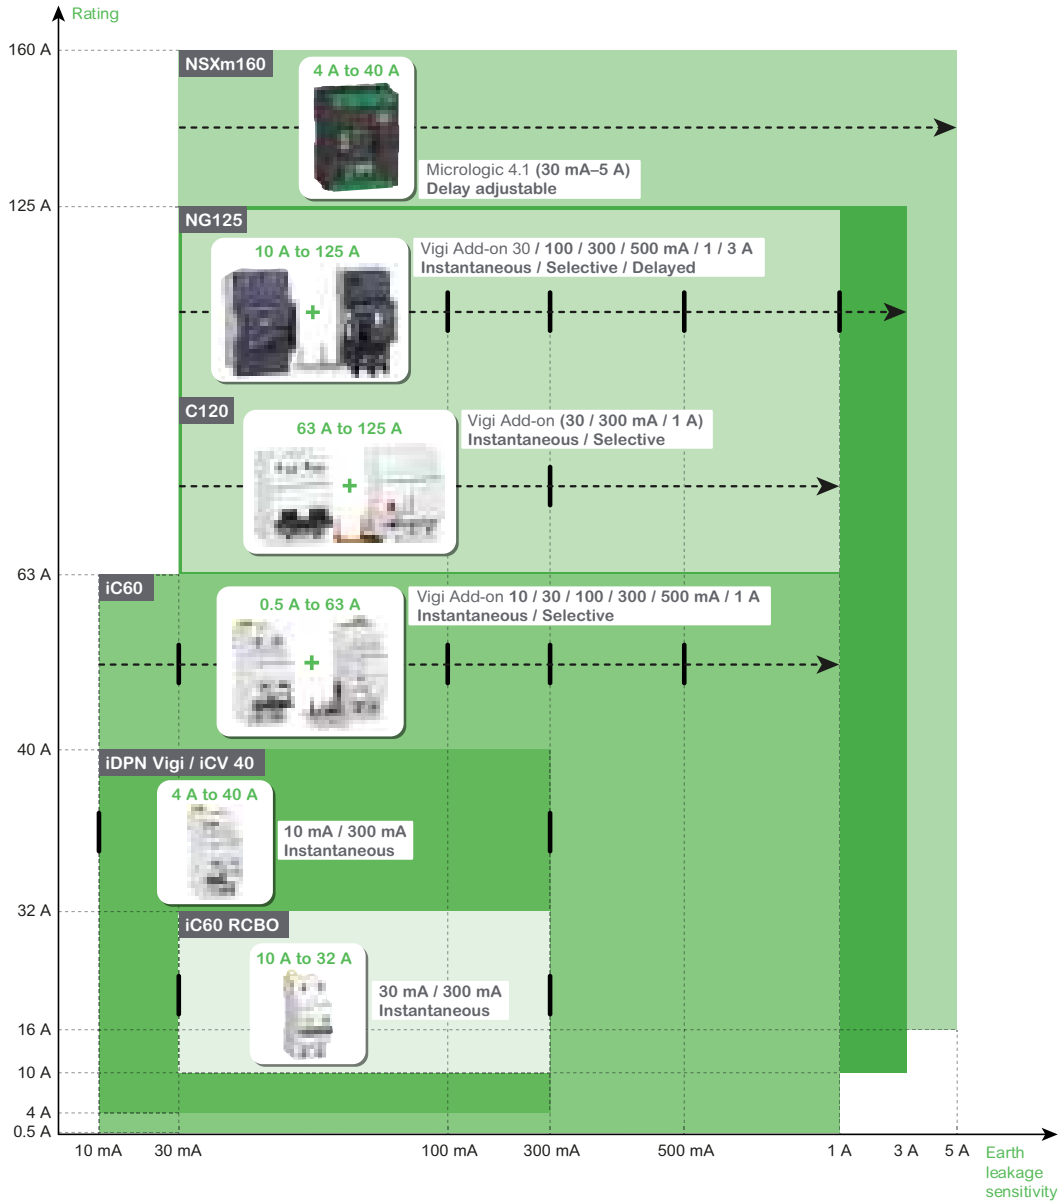 Rating
160 A
NSXm160
4 A to 40 A
Micrologic 4.1 (30 mA–5 A)
Delay adjustable
125 A
NG125
10 A to 125 A
Vigi Add-on 30 / 100 / 300 / 500 mA / 1 / 3 A
Instantaneous / Selective / Delayed
+
C120
63 A to 125 A
Vigi Add-on (30 / 300 mA / 1 A)
Instantaneous / Selective
+
63 A
iC60
0.5 A to 63 A
Vigi Add-on 10 / 30 / 100 / 300 / 500 mA / 1 A
Instantaneous / Selective
+
40 A
iDPN Vigi / iCV 40
4 A to 40 A
10 mA / 300 mA
Instantaneous
32 A
iC60 RCBO
10 A to 32 A
30 mA / 300 mA
Instantaneous
16 A
10 A
4 A
0.5 A
10 mA 30 mA 100 mA 300 mA 500 mA 1 A 3 A 5 A
Earth
leakage
sensitivity